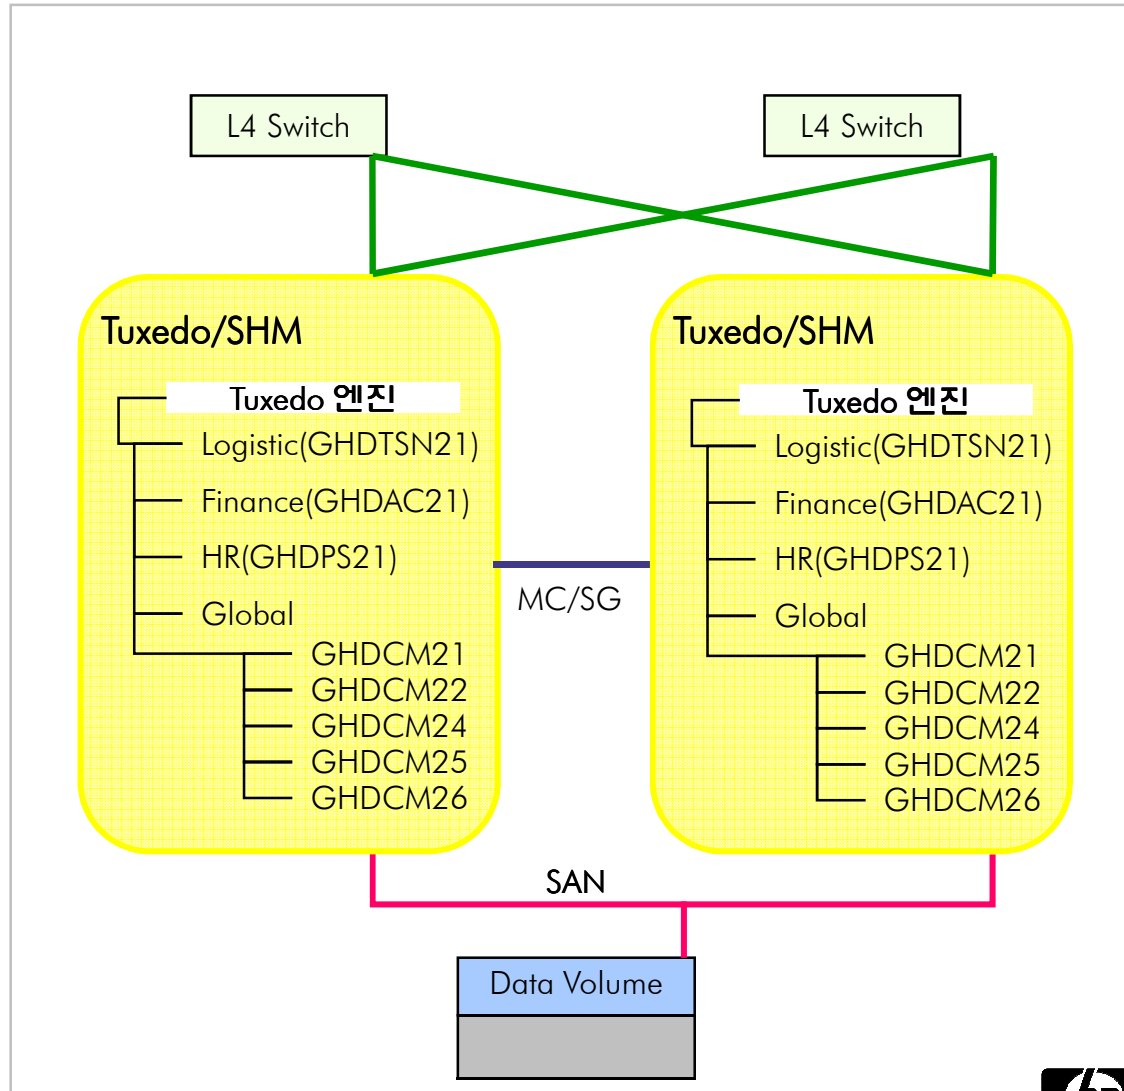 L4 Switch
L4 Switch
Tuxedo/SHM
Tuxedo 엔진
Logistic(GHDTSN21)
Finance(GHDAC21)
HR(GHDPS21)
Global
GHDCM21
GHDCM22
GHDCM24
GHDCM25
GHDCM26
MC/SG
Tuxedo/SHM
Tuxedo 엔진
Logistic(GHDTSN21)
Finance(GHDAC21)
HR(GHDPS21)
Global
GHDCM21
GHDCM22
GHDCM24
GHDCM25
GHDCM26
SAN
Data Volume